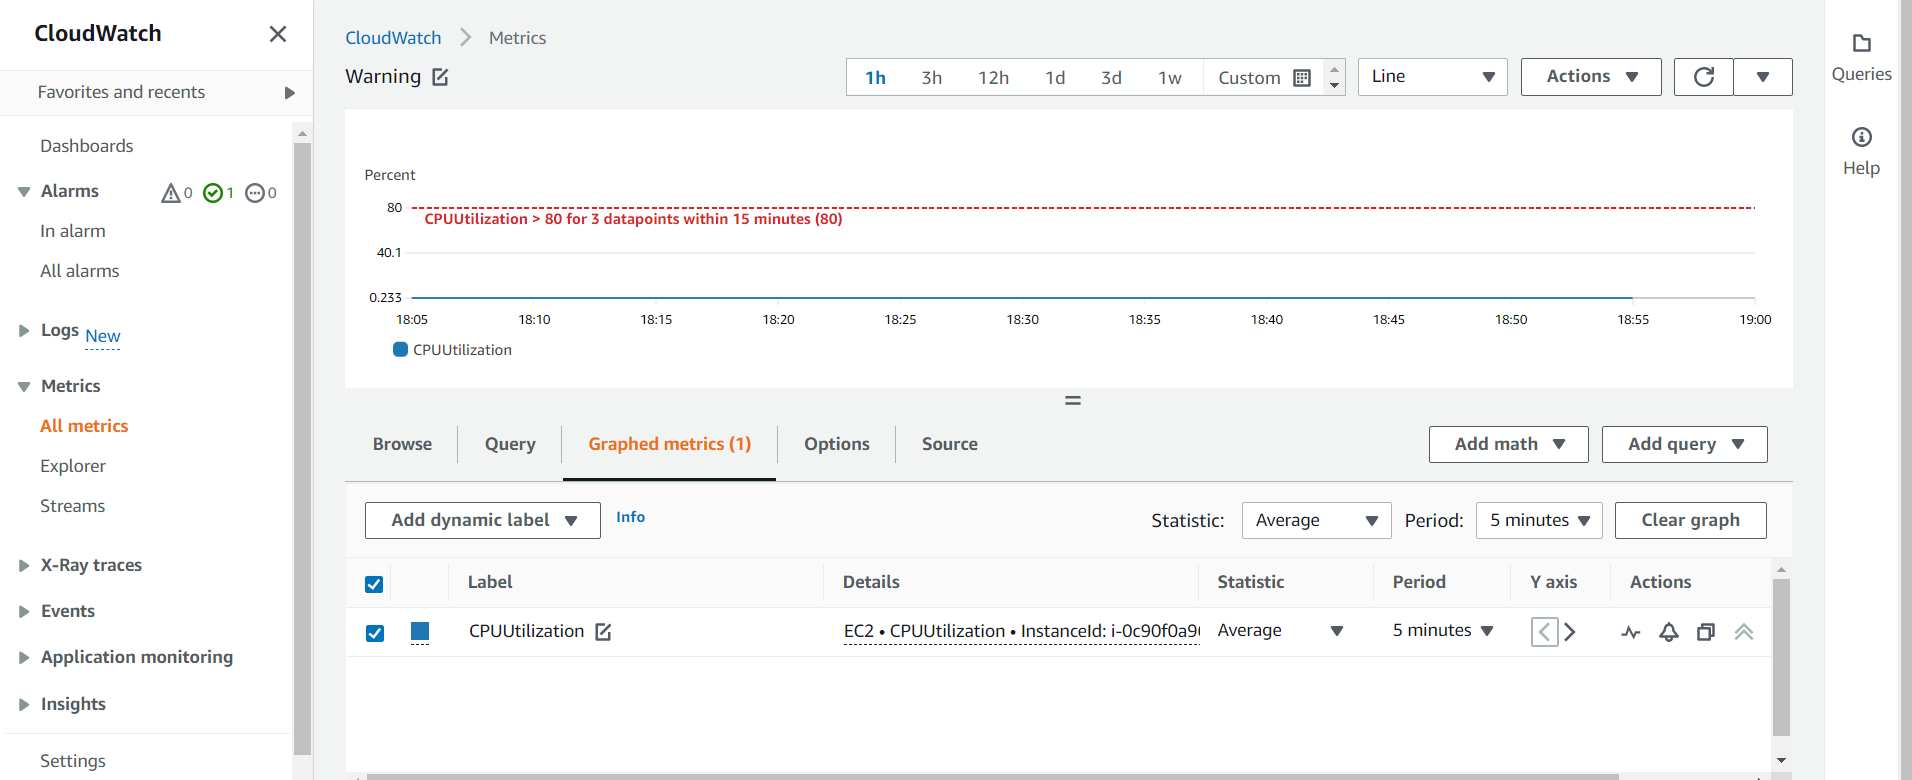 CloudWatch
Favorites and recents
Dashboards
Alarms 0 1 0
In alarm
All alarms
Logs New
Metrics
All metrics
Explorer
Streams
X-Ray traces
Events
Application monitoring
Insights
Settings
CloudWatch Metrics
Warning
1h 3h 12h 1d 3d 1w Custom Line Actions
Percent
80
CPUUtilization > 80 for 3 datapoints within 15 minutes (80)
40.1
0.233
18:05 18:10 18:15 18:20 18:25 18:30 18:35 18:40 18:45 18:50 18:55 19:00
CPUUtilization
Browse Query Graphed metrics (1) Options Source Add math Add query
Add dynamic label Info Statistic: Average Period: 5 minutes Clear graph
Label Details Statistic Period Y axis Actions
CPUUtilization EC2 • CPUUtilization • InstanceId: i-0c90f0a9 Average 5 minutes
Queries
Help